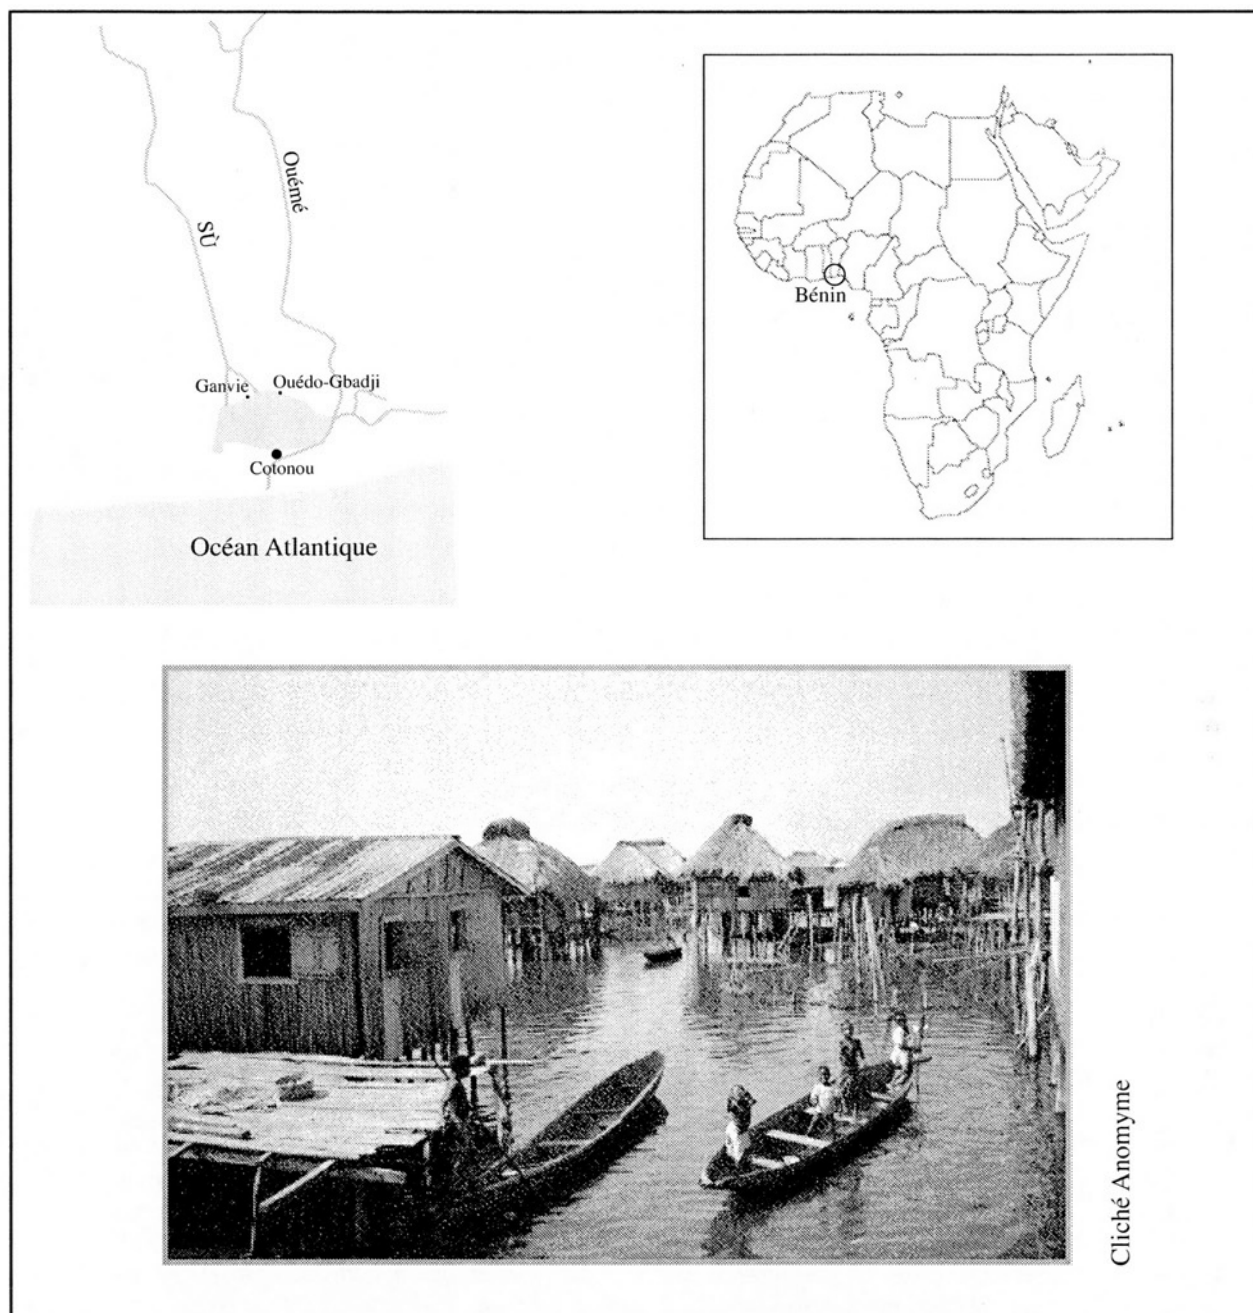 Ouémé
SÙ
Ganvie
Ouédo-Gbadji
Cotonou
Océan Atlantique
Bénin
Cliché Anomyme